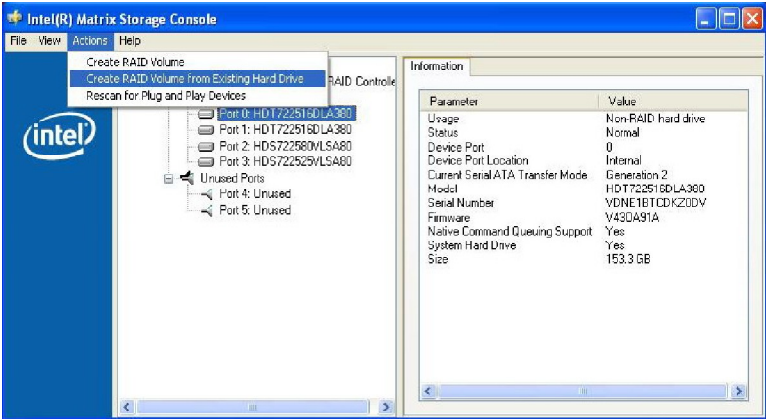 Intel(R) Matrix Storage Console
File View Actions Help
Create RAID Volume
Create RAID Volume from Existing Hard Drive
Rescan for Plug and Play Devices
RAID Controlle
Port 0: HDT722516DLA380
Port 1: HDT722516DLA380
Port 2: HDS722580VLSA80
Port 3: HDS722525VLSA80
Unused Ports
Port 4: Unused
Port 5: Unused
intel
Information
Parameter Value
Usage Non-RAID hard drive
Status Normal
Device Port 0
Device Port Location Internal
Current Serial ATA Transfer Mode Generation 2
Model HDT722516DLA380
Serial Number VDNE1BTCDKZ0DV
Firmware V43OA91A
Native Command Queuing Support Yes
System Hard Drive Yes
Size 153.3 GB